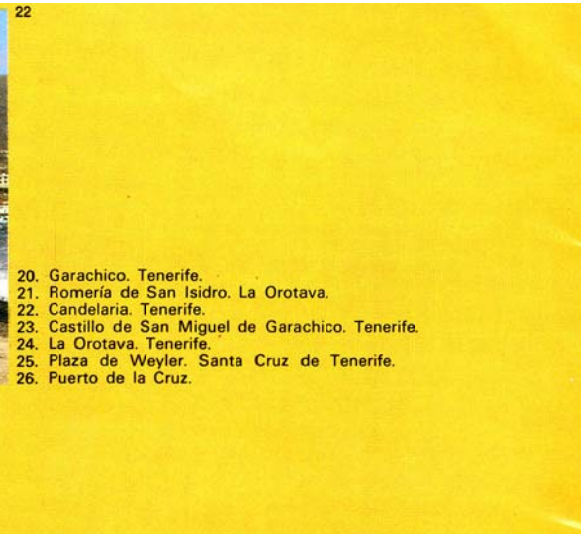 22
20. Garachico. Tenerife.
21. Romería de San Isidro. La Orotava.
22. Candelaria. Tenerife.
23. Castillo de San Miguel de Garachico. Tenerife.
24. La Orotava. Tenerife.
25. Plaza de Weyler. Santa Cruz de Tenerife.
26. Puerto de la Cruz.